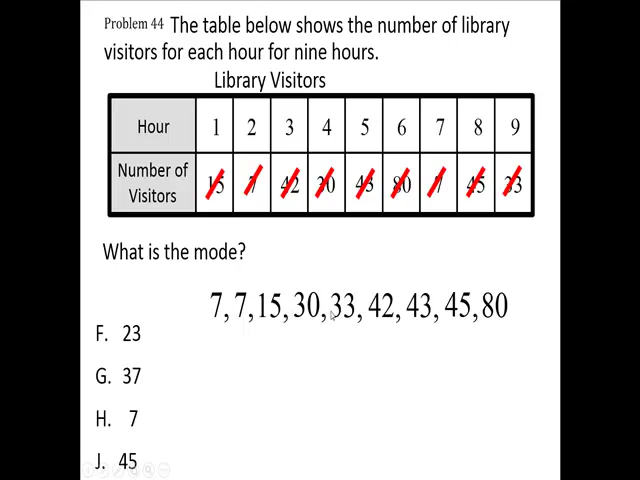 Problem 44 The table below shows the number of library
visitors for each hour for nine hours.
Library Visitors
Hour 1 2 3 4 5 6 7 8 9
Number of Visitors 15 7 42 30 43 80 7 45 33
What is the mode?
7, 7, 15, 30, 33, 42, 43, 45, 80
F. 23
G. 37
H. 7
J. 45